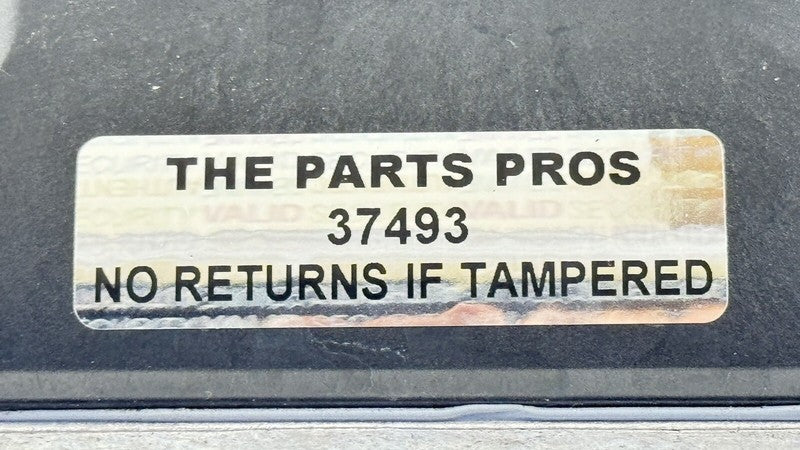 THE PARTS PROS
37493
NO RETURNS IF TAMPERED